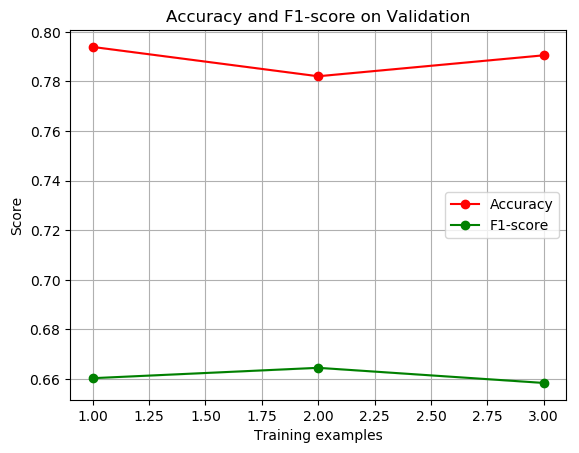 Accuracy and F1-score on Validation
0.80
0.78
0.76
0.74
0.72
0.70
0.68
0.66
Score
Accuracy
F1-score
1.00 1.25 1.50 1.75 2.00 2.25 2.50 2.75 3.00
Training examples